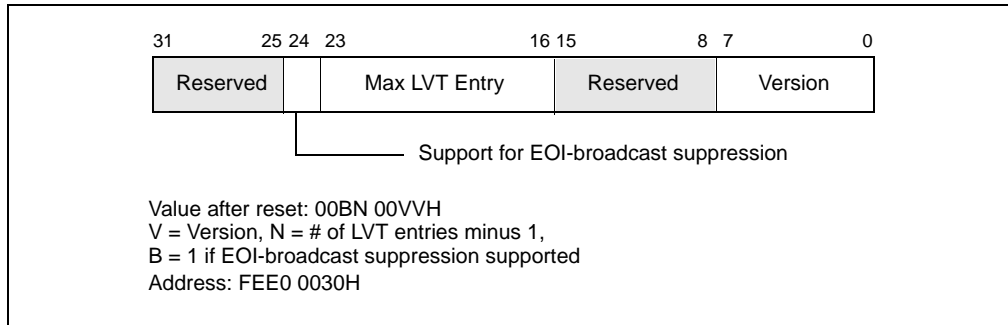 31 25 24 23 16 15 8 7 0
Reserved Max LVT Entry Reserved Version
Support for EOI-broadcast suppression
Value after reset: 00BN 00VVH
V = Version, N = # of LVT entries minus 1,
B = 1 if EOI-broadcast suppression supported
Address: FEE0 0030H